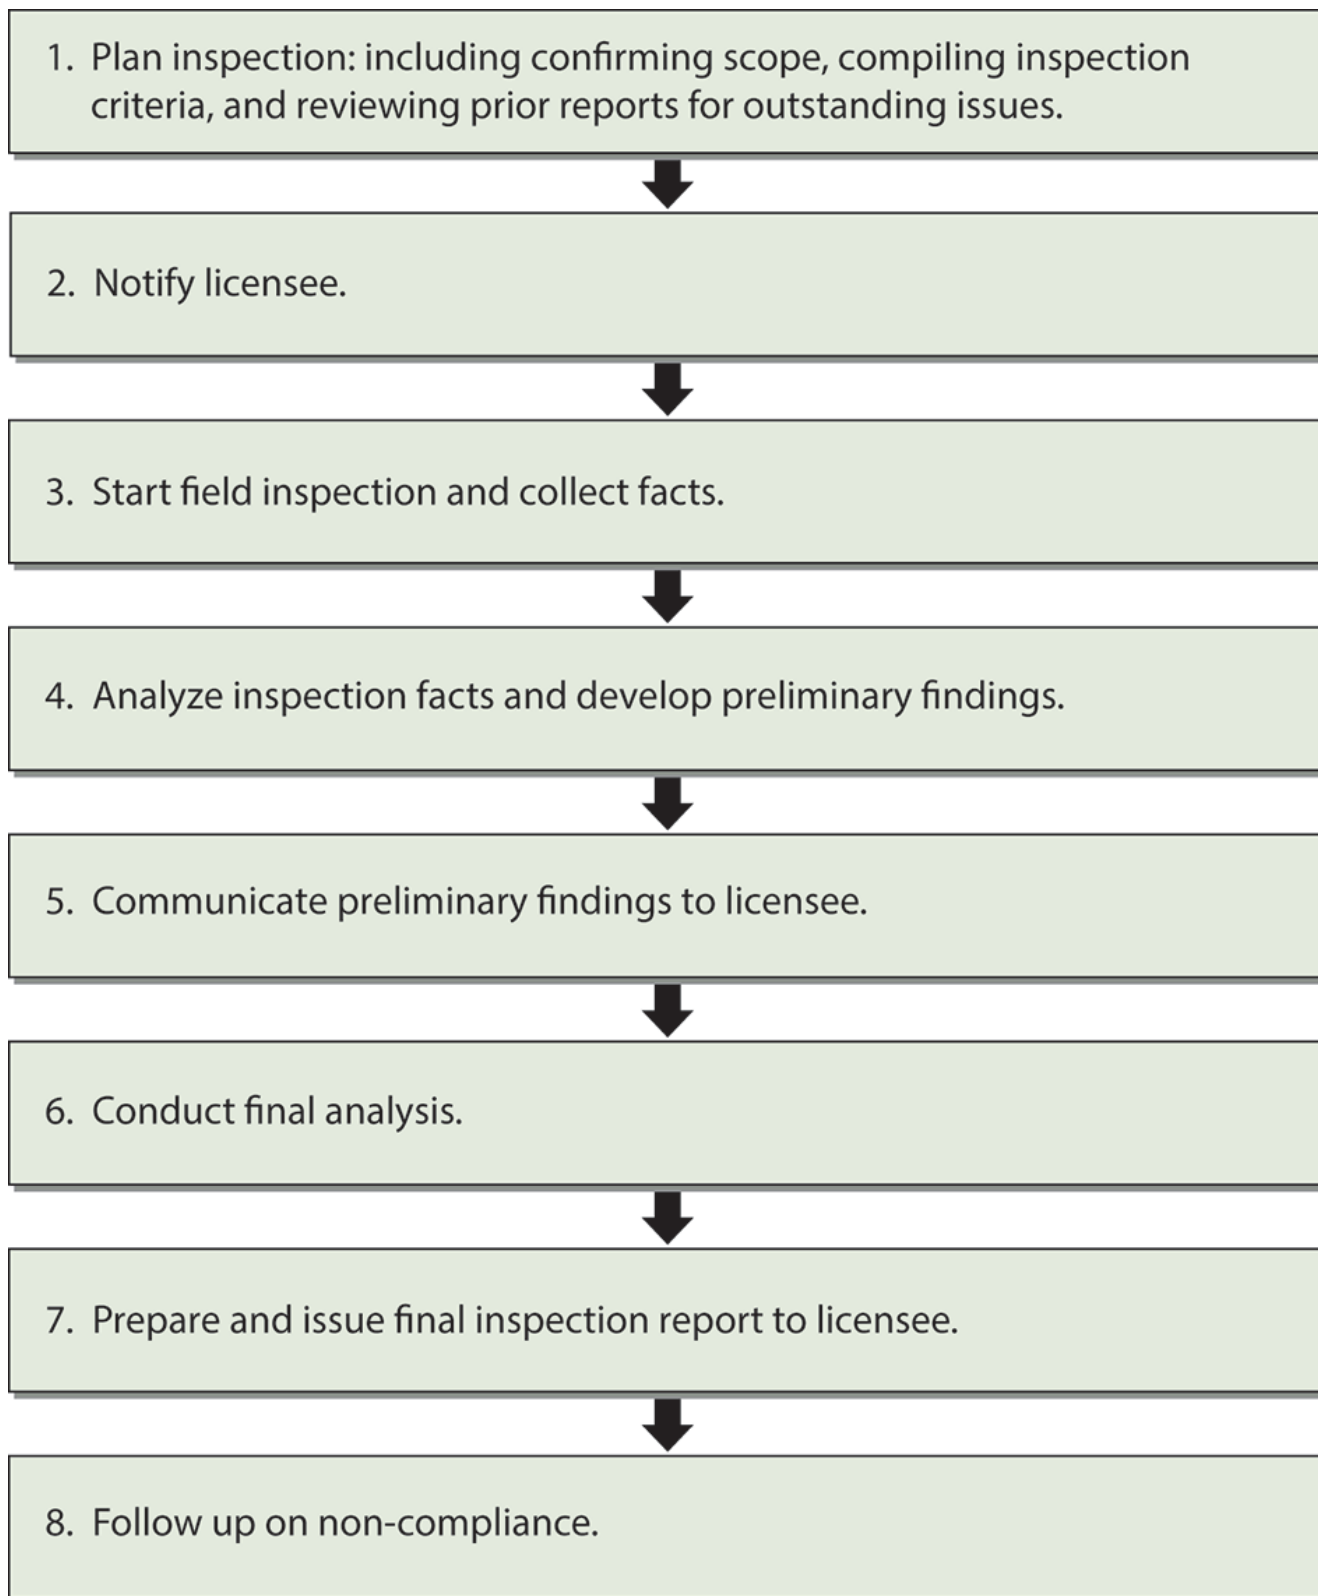 1. Plan inspection: including confirming scope, compiling inspection
criteria, and reviewing prior reports for outstanding issues.
2. Notify licensee.
3. Start field inspection and collect facts.
4. Analyze inspection facts and develop preliminary findings.
5. Communicate preliminary findings to licensee.
6. Conduct final analysis.
7. Prepare and issue final inspection report to licensee.
8. Follow up on non-compliance.